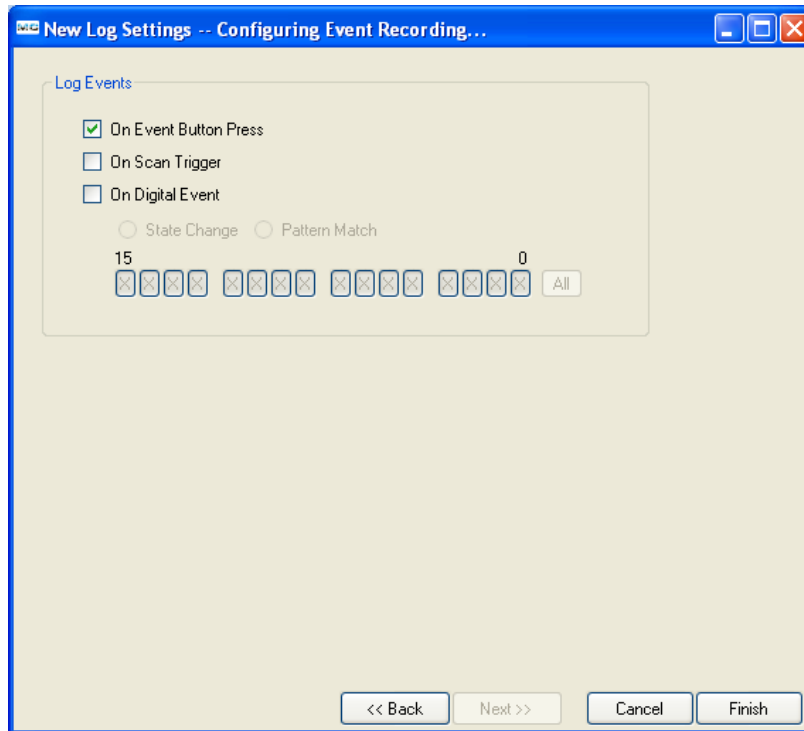 MC New Log Settings -- Configuring Event Recording...
Log Events
On Event Button Press
On Scan Trigger
On Digital Event
State Change Pattern Match
15 0
X X X X X X X X X X X X X X X X All
<< Back Next >> Cancel Finish